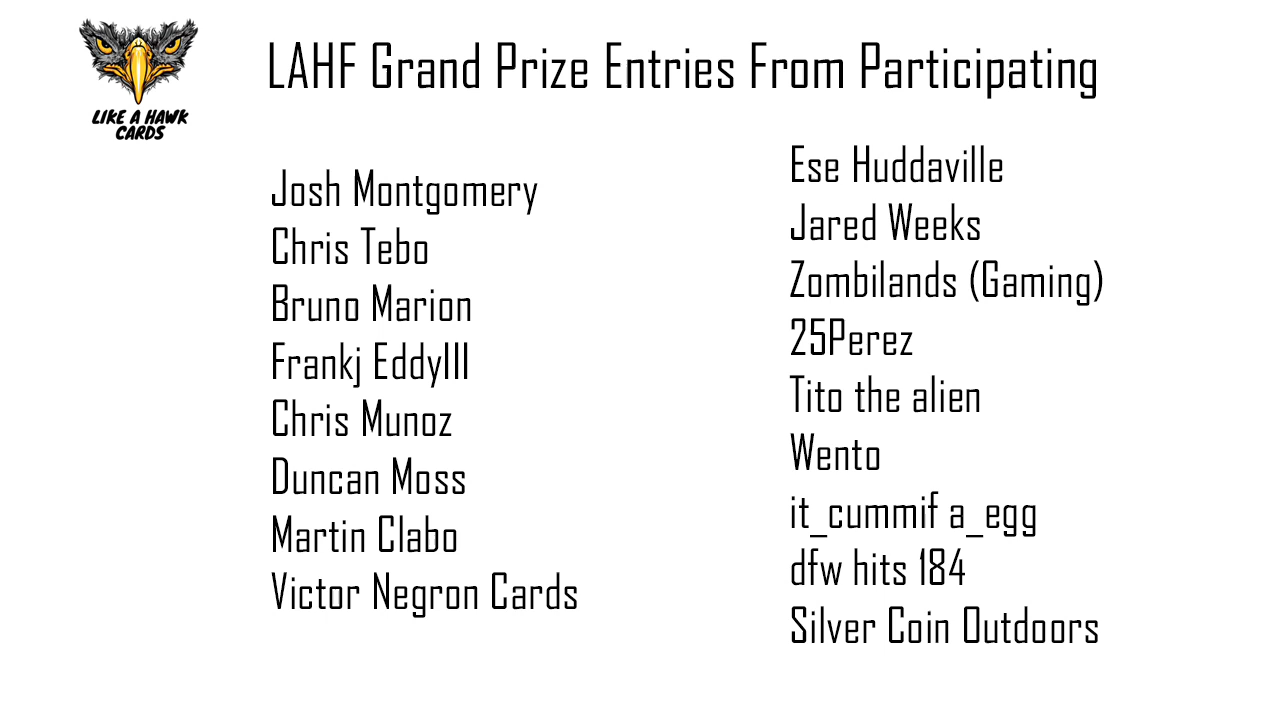 LIKE A HAWK
CARDS
LAHF Grand Prize Entries From Participating
Josh Montgomery
Chris Tebo
Bruno Marion
Frankj EddyIII
Chris Munoz
Duncan Moss
Martin Clabo
Victor Negron Cards
Ese Huddaville
Jared Weeks
Zombilands (Gaming)
25Perez
Tito the alien
Wento
it_cummif a_egg
dfw hits 184
Silver Coin Outdoors